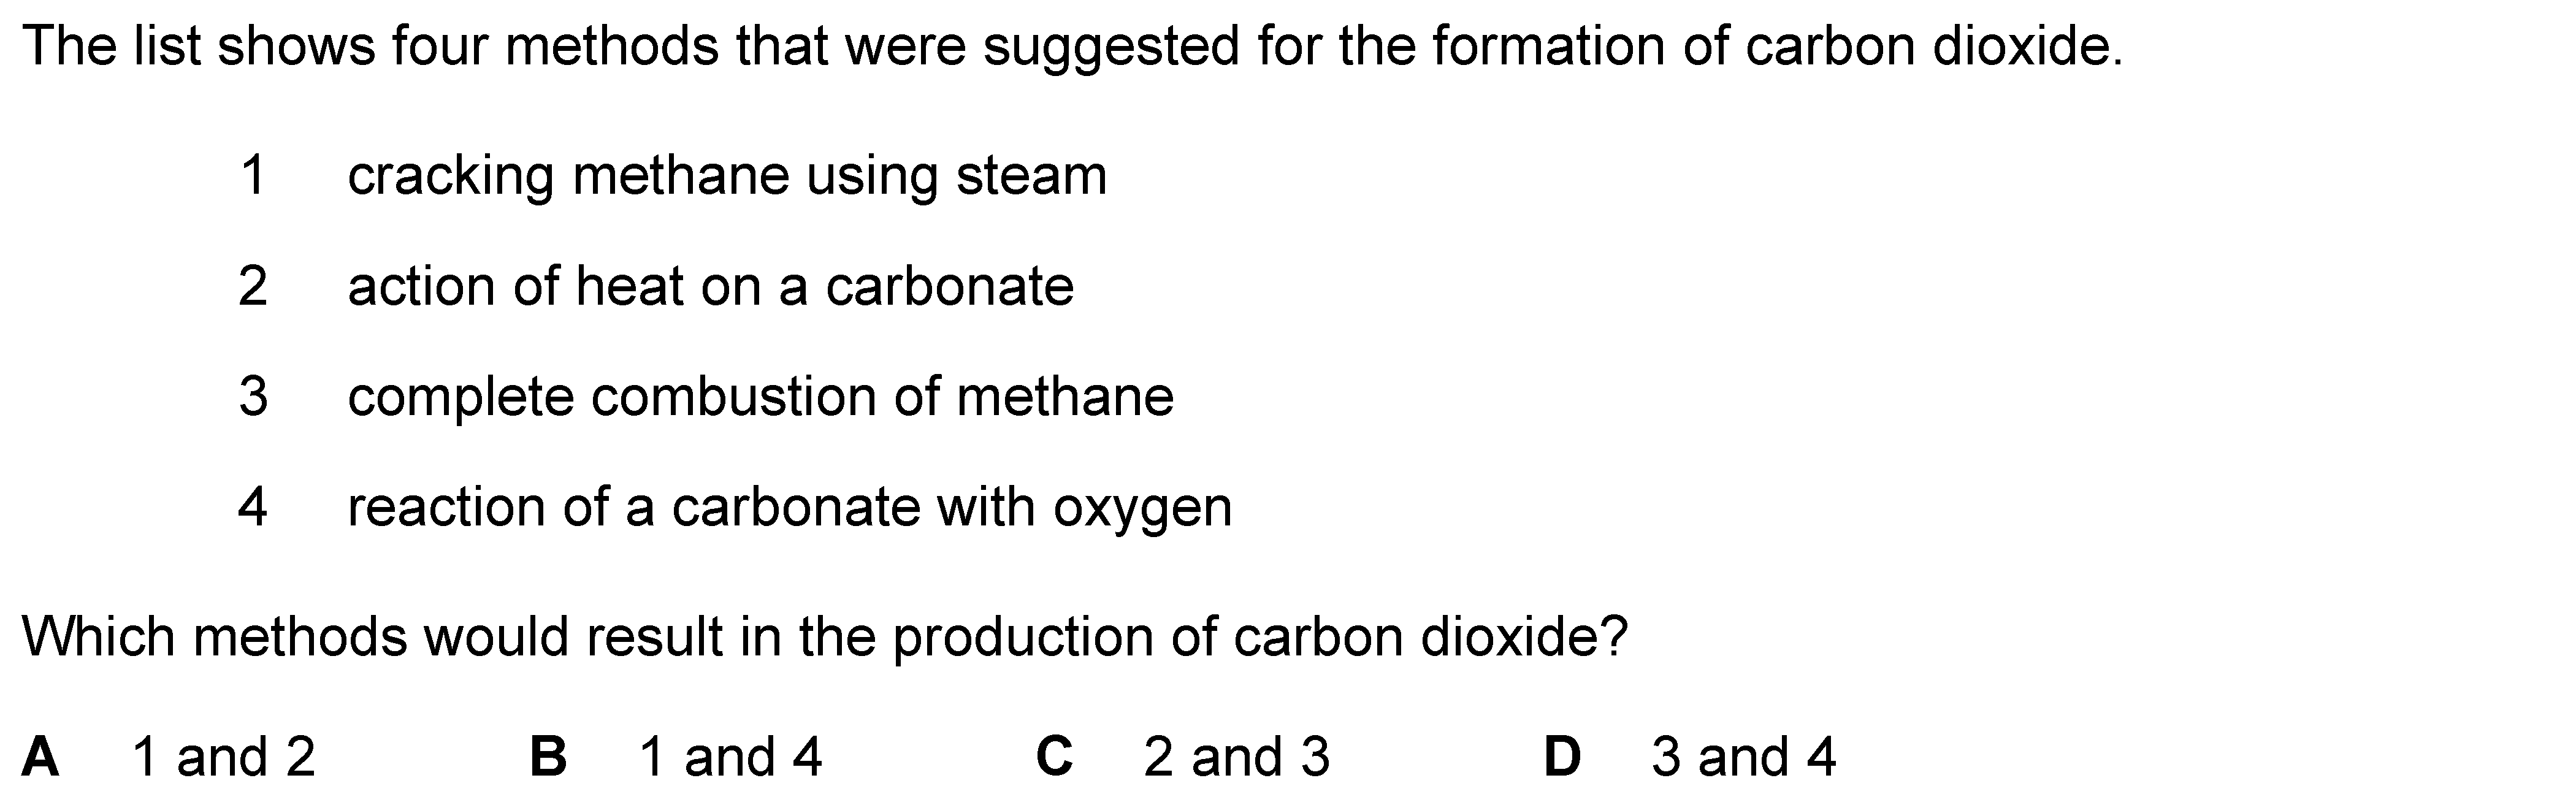 The list shows four methods that were suggested for the formation of carbon dioxide.
1 cracking methane using steam
2 action of heat on a carbonate
3 complete combustion of methane
4 reaction of a carbonate with oxygen
Which methods would result in the production of carbon dioxide?
A 1 and 2 B 1 and 4 C 2 and 3 D 3 and 4